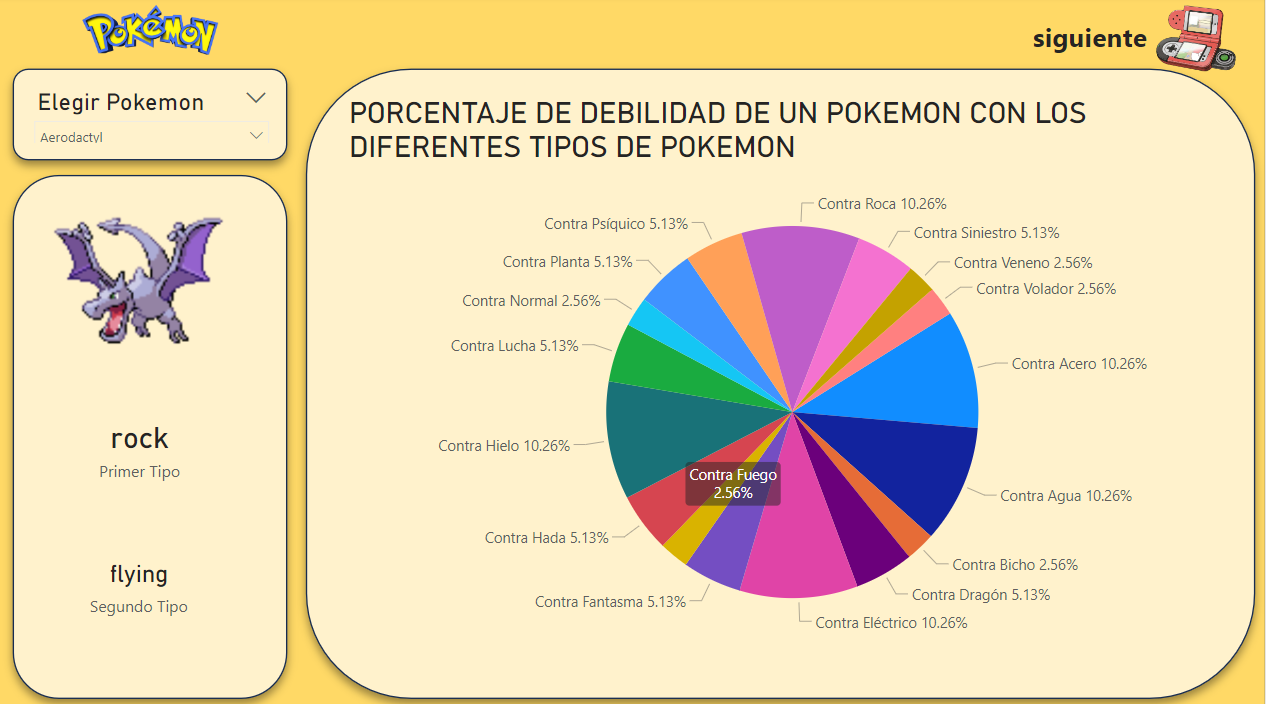 Pokémon
siguiente
Elegir Pokemon
Aerodactyl
rock
Primer Tipo
flying
Segundo Tipo
PORCENTAJE DE DEBILIDAD DE UN POKEMON CON LOS
DIFERENTES TIPOS DE POKEMON
Contra Roca 10.26%
Contra Siniestro 5.13%
Contra Veneno 2.56%
Contra Volador 2.56%
Contra Acero 10.26%
Contra Agua 10.26%
Contra Bicho 2.56%
Contra Dragón 5.13%
Contra Eléctrico 10.26%
Contra Fantasma 5.13%
Contra Fuego
2.56%
Contra Hada 5.13%
Contra Hielo 10.26%
Contra Lucha 5.13%
Contra Normal 2.56%
Contra Planta 5.13%
Contra Psíquico 5.13%